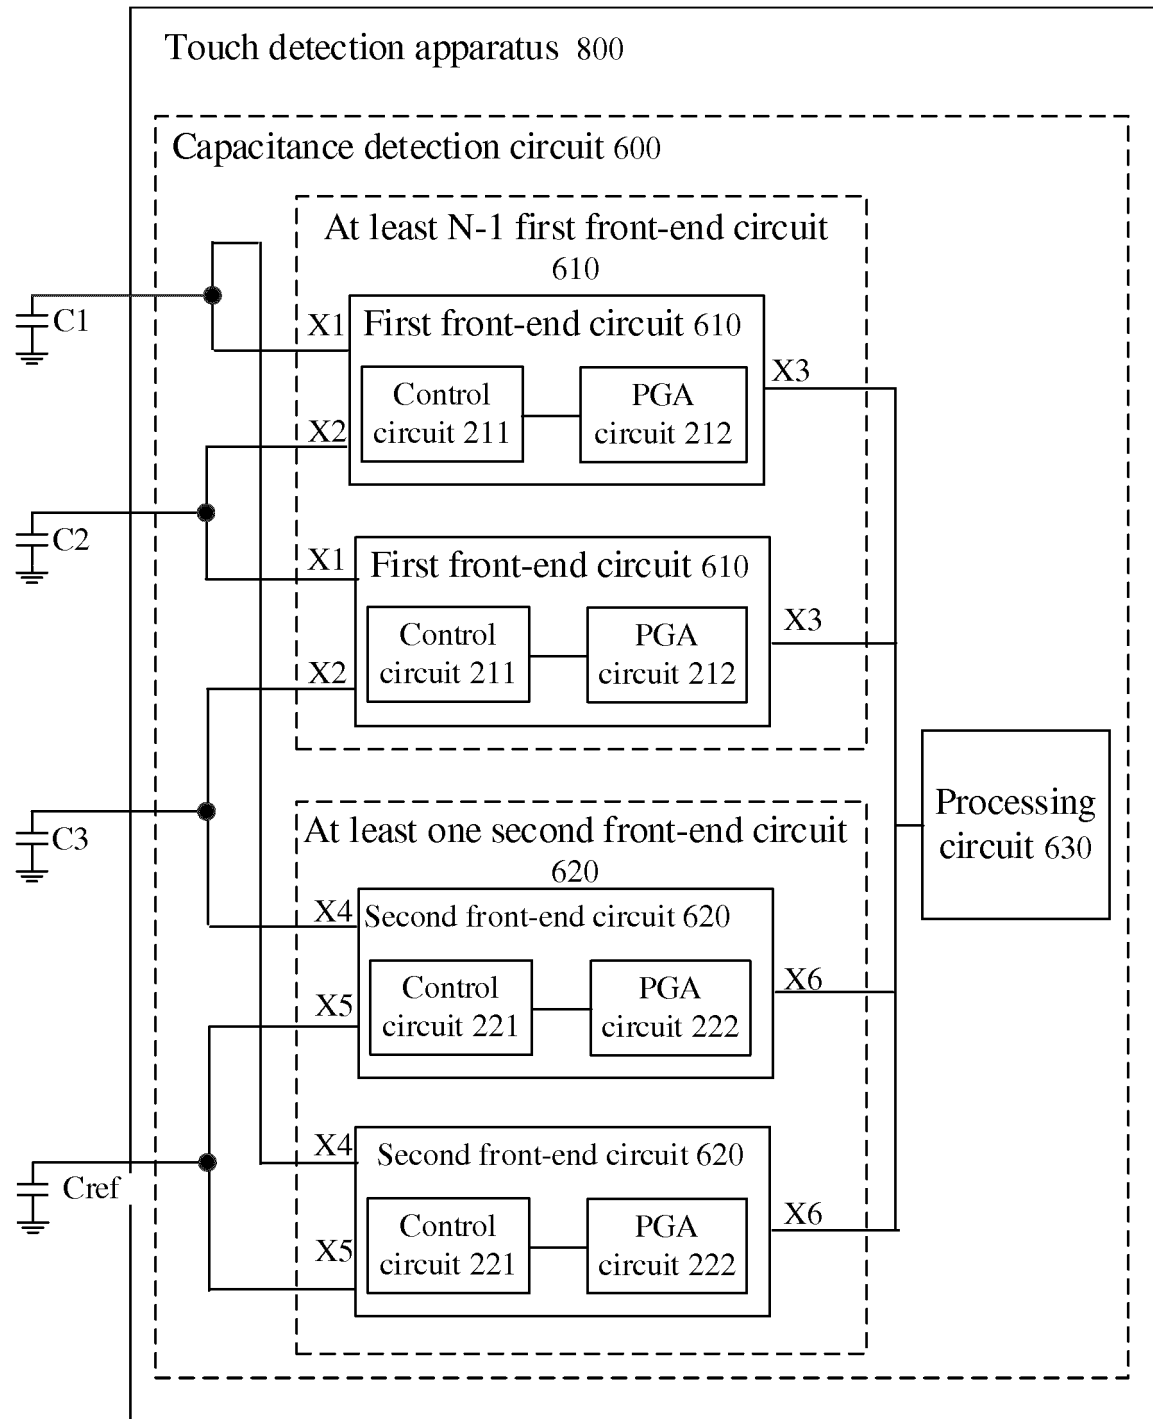 Touch detection apparatus 800
Capacitance detection circuit 600
At least N-1 first front-end circuit
610
C1
X1
First front-end circuit 610
Control
circuit 211
PGA
circuit 212
X3
X2
C2
X1
First front-end circuit 610
Control
circuit 211
PGA
circuit 212
X3
X2
Processing
circuit 630
C3
At least one second front-end circuit
620
X4
Second front-end circuit 620
Control
circuit 221
PGA
circuit 222
X6
X5
Cref
X4
Second front-end circuit 620
Control
circuit 221
PGA
circuit 222
X6
X5